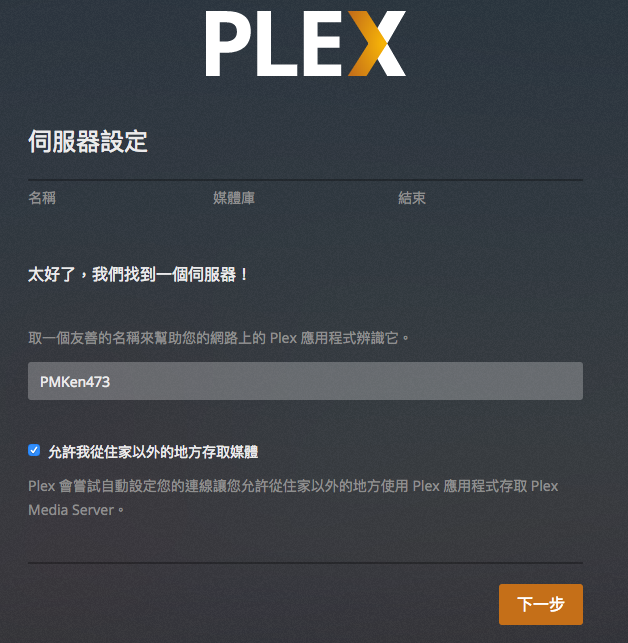 PLEX
伺服器設定
名稱 媒體庫 結束
太好了，我們找到一個伺服器！
取一個友善的名稱來幫助您的網路上的 Plex 應用程式辨識它。
PMKen473
允許我從住家以外的地方存取媒體
Plex 會嘗試自動設定您的連線讓您允許從住家以外的地方使用 Plex 應用程式存取 Plex
Media Server。
下一步